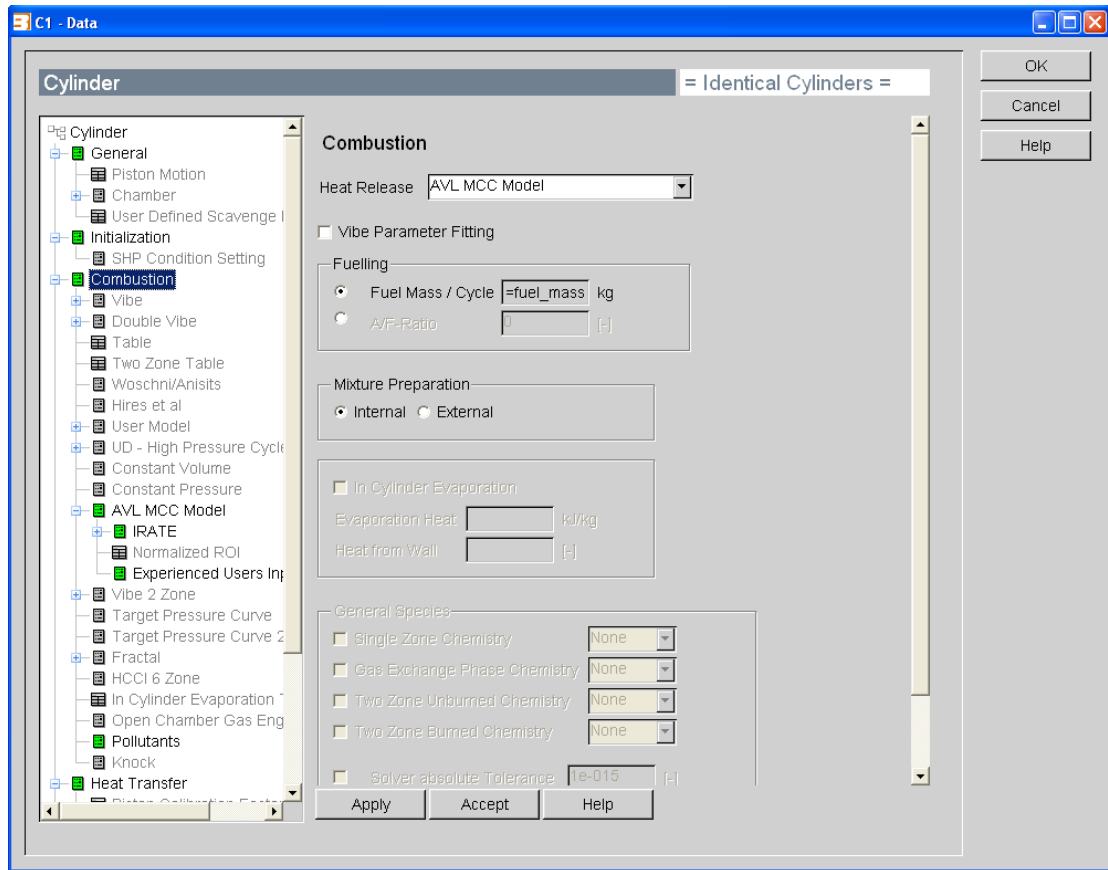 C1 - Data
OK
Cancel
Help
Cylinder
= Identical Cylinders =
Cylinder
General
Piston Motion
Chamber
User Defined Scavenge
Initialization
SHP Condition Setting
Combustion
Vibe
Double Vibe
Table
Two Zone Table
Woschni/Anisits
Hires et al
User Model
UD - High Pressure Cycle
Constant Volume
Constant Pressure
AVL MCC Model
IRATE
Normalized ROI
Experienced Users Inp
Vibe 2 Zone
Target Pressure Curve
Target Pressure Curve 2
Fractal
HCCI 6 Zone
In Cylinder Evaporation
Open Chamber Gas Eng
Pollutants
Knock
Heat Transfer
Piston Calibration Factor
Combustion
Heat Release AVL MCC Model
Vibe Parameter Fitting
Fuelling
Fuel Mass / Cycle =fuel_mass kg
A/F-Ratio 0 [-]
Mixture Preparation
Internal External
In Cylinder Evaporation
Evaporation Heat kJ/kg
Heat from Wall [-]
General Species
Single Zone Chemistry None
Gas Exchange Phase Chemistry None
Two Zone Unburned Chemistry None
Two Zone Burned Chemistry None
Solver absolute Tolerance 1e-015 [-]
Apply Accept Help